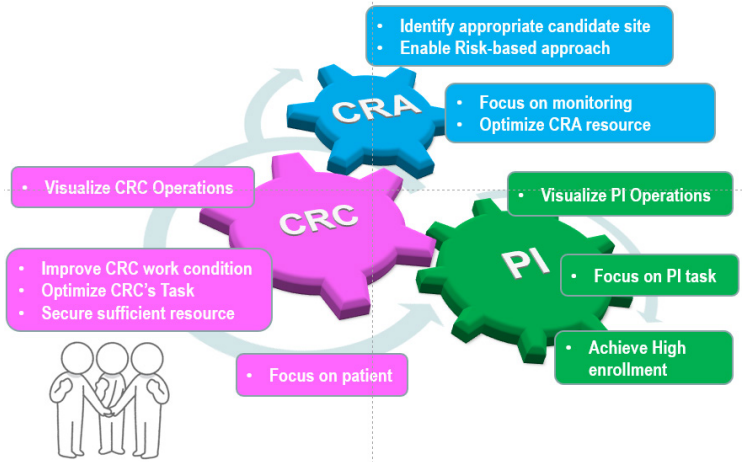 • Identify appropriate candidate site
• Enable Risk-based approach
CRA
• Focus on monitoring
• Optimize CRA resource
• Visualize CRC Operations
CRC
• Visualize PI Operations
PI
• Improve CRC work condition
• Optimize CRC's Task
• Secure sufficient resource
• Focus on PI task
• Achieve High
enrollment
• Focus on patient